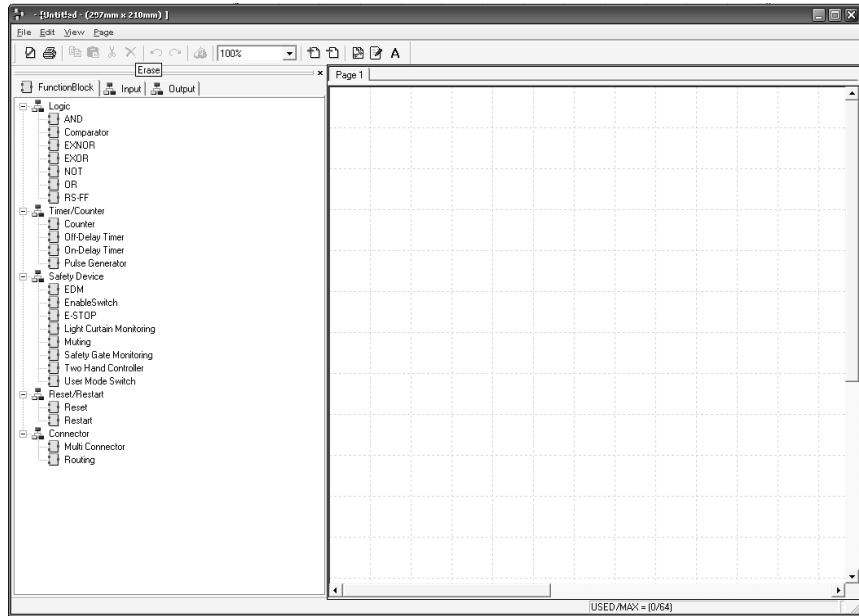 - [Untitled - (297mm x 210mm) ]
File Edit View Page
100%
Erase
FunctionBlock Input Output
Page 1
Logic
AND
Comparator
EXNOR
EXOR
NOT
OR
RS-FF
Timer/Counter
Counter
Off-Delay Timer
On-Delay Timer
Pulse Generator
Safety Device
EDM
EnableSwitch
E-STOP
Light Curtain Monitoring
Muting
Safety Gate Monitoring
Two Hand Controller
User Mode Switch
Reset/Restart
Reset
Restart
Connector
Multi Connector
Routing
USED/MAX = (0/64)